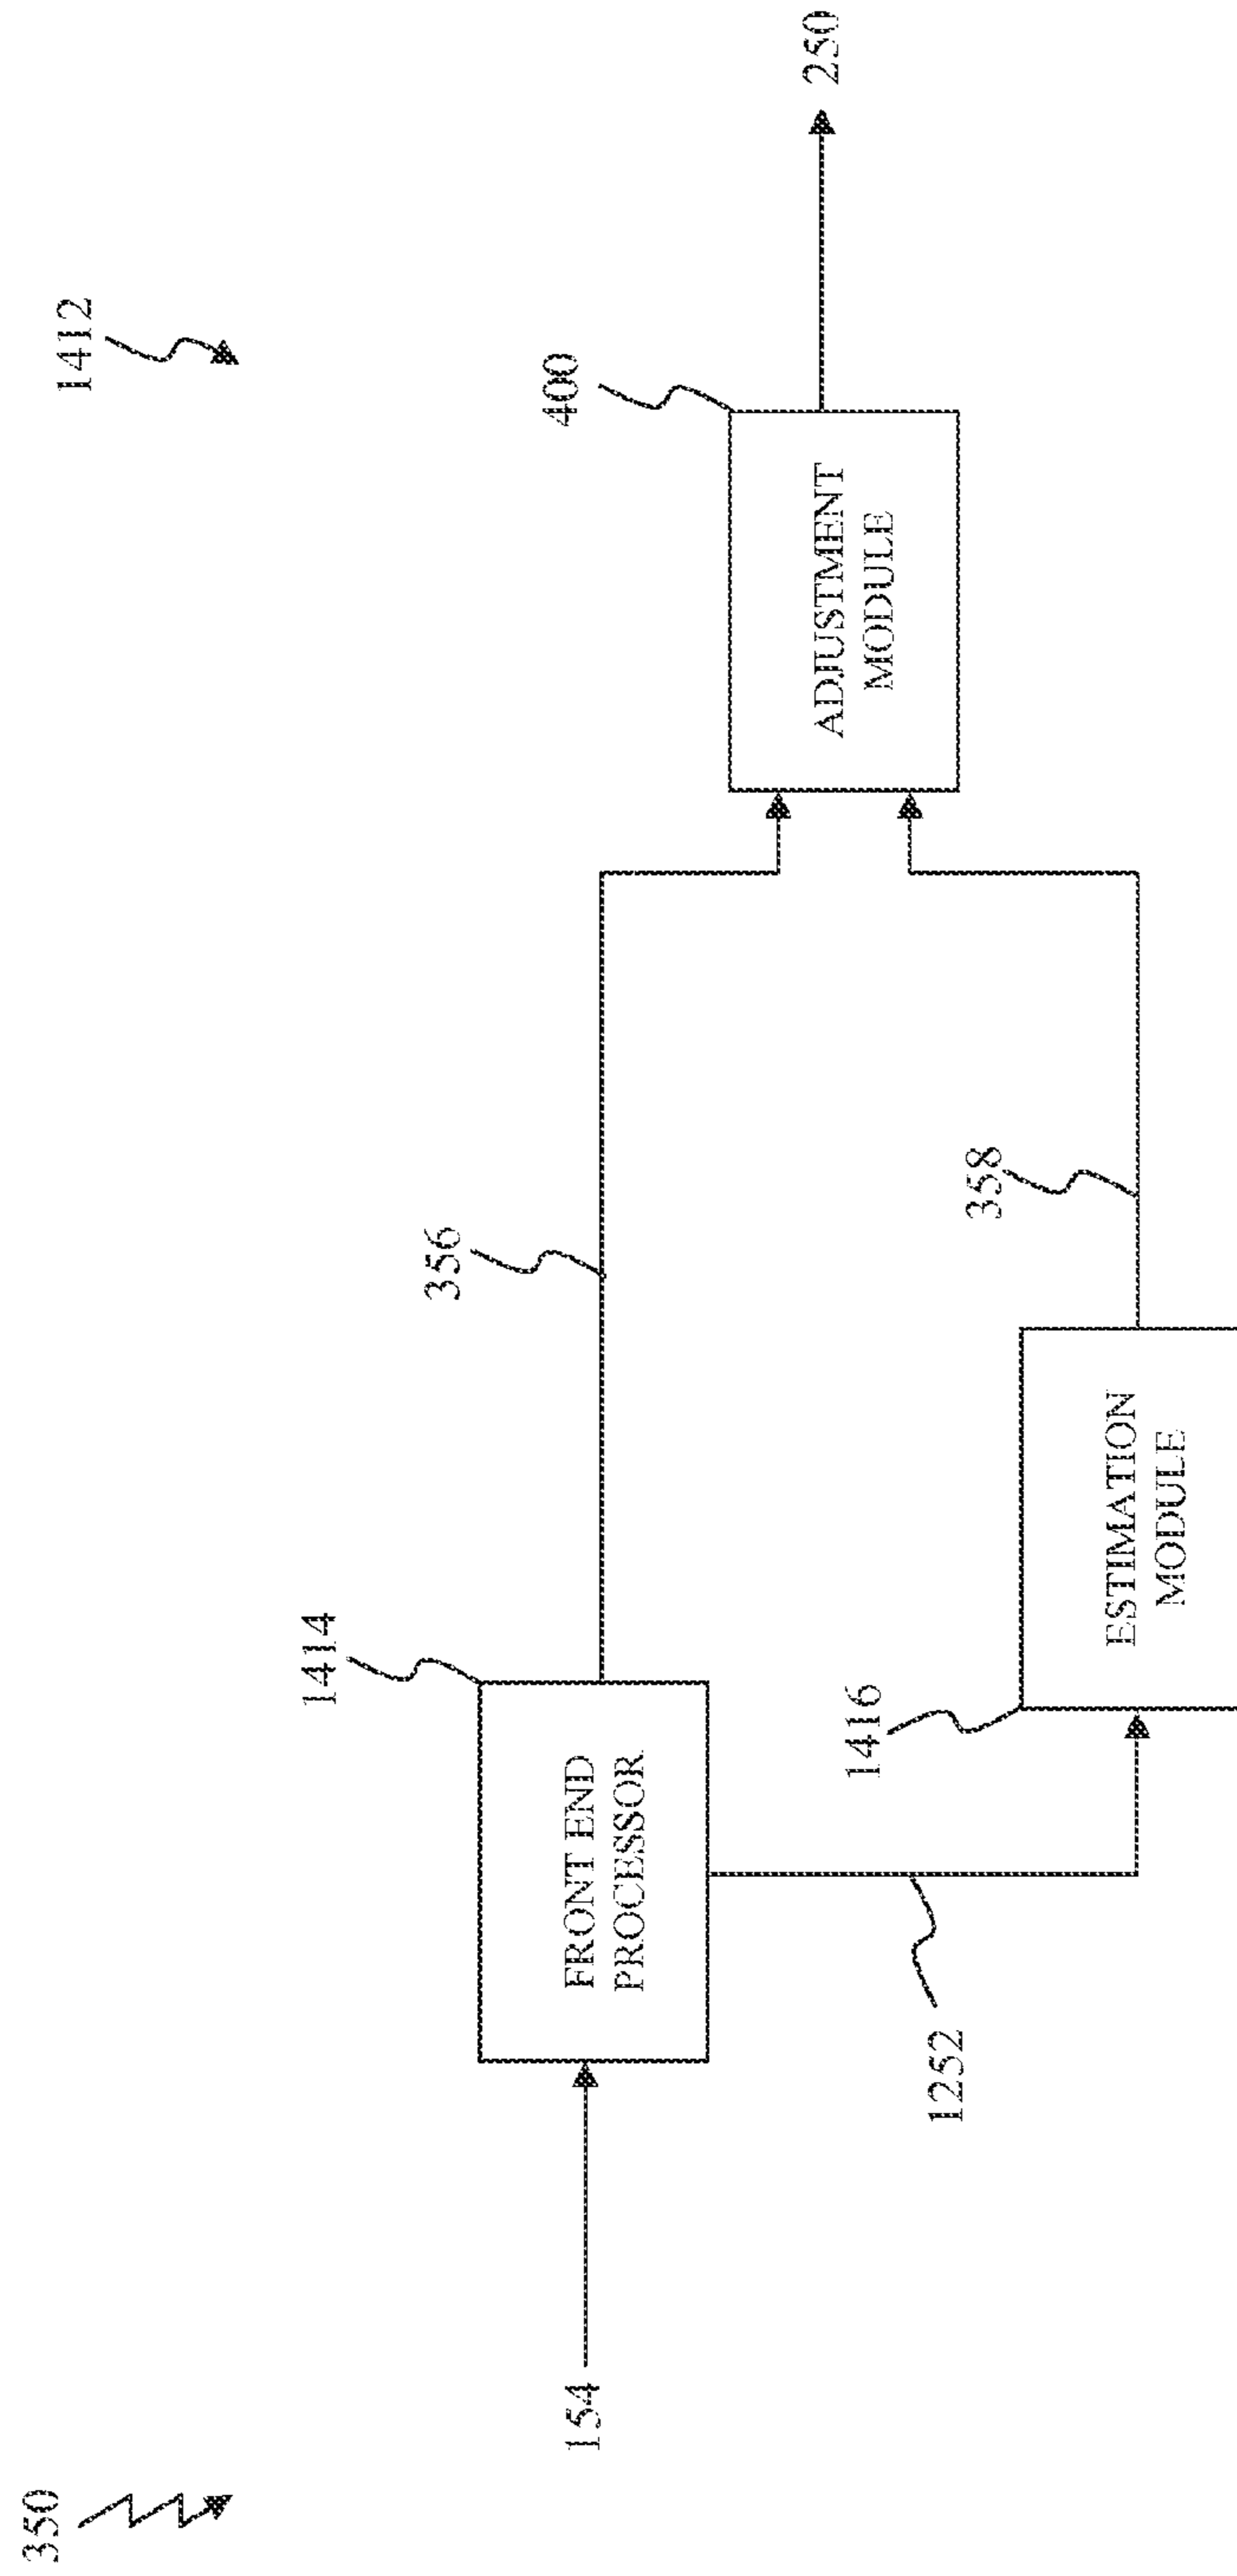 350
1412
154
FRONT END
PROCESSOR
1414
356
400
ADJUSTMENT
MODULE
250
1252
1416
ESTIMATION
MODULE
358